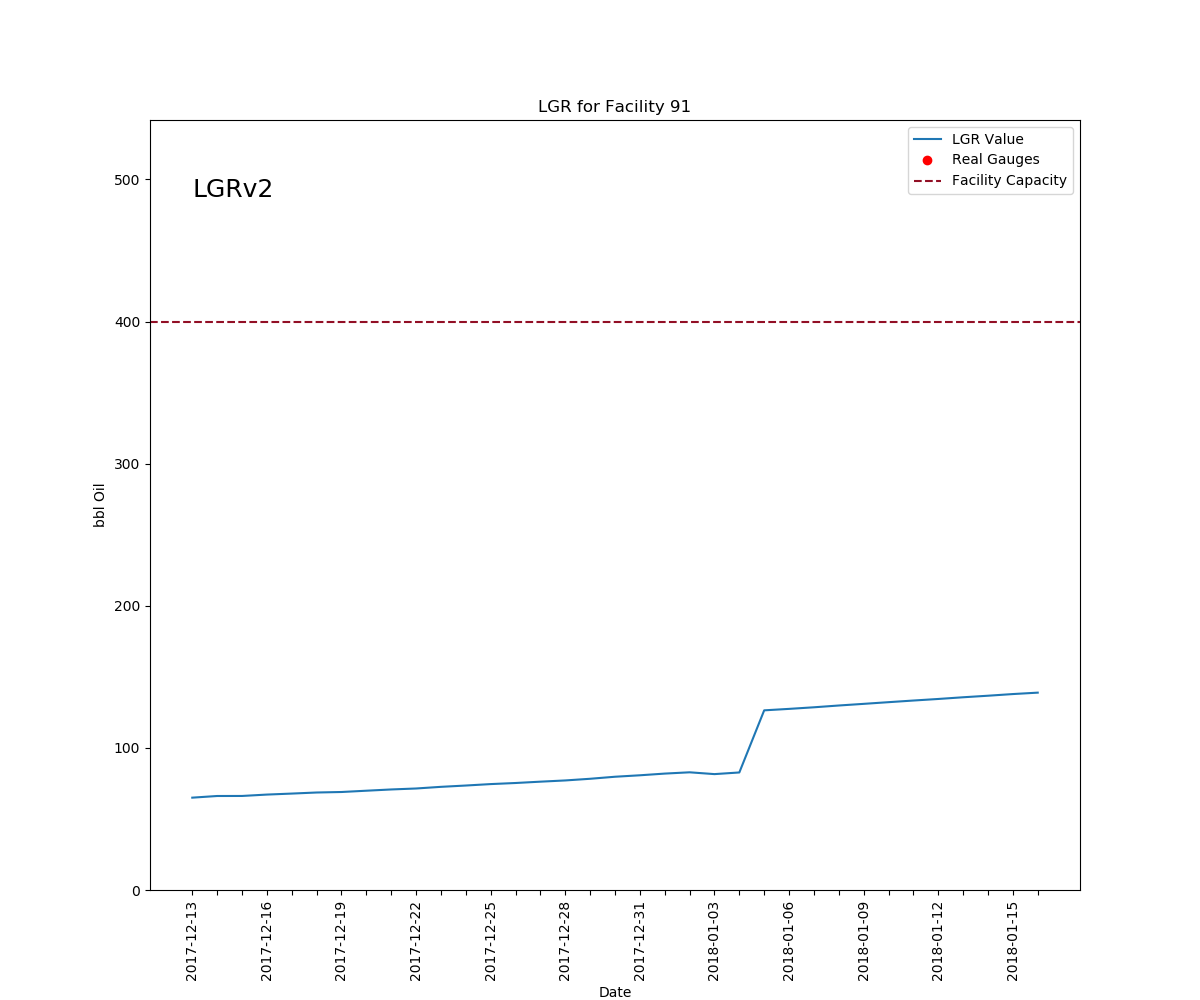 LGR for Facility 91
LGR Value
Real Gauges
Facility Capacity
LGRv2
500
400
300
200
100
0
bbl Oil
2017-12-13
2017-12-16
2017-12-19
2017-12-22
2017-12-25
2017-12-28
2017-12-31
2018-01-03
2018-01-06
2018-01-09
2018-01-12
2018-01-15
Date